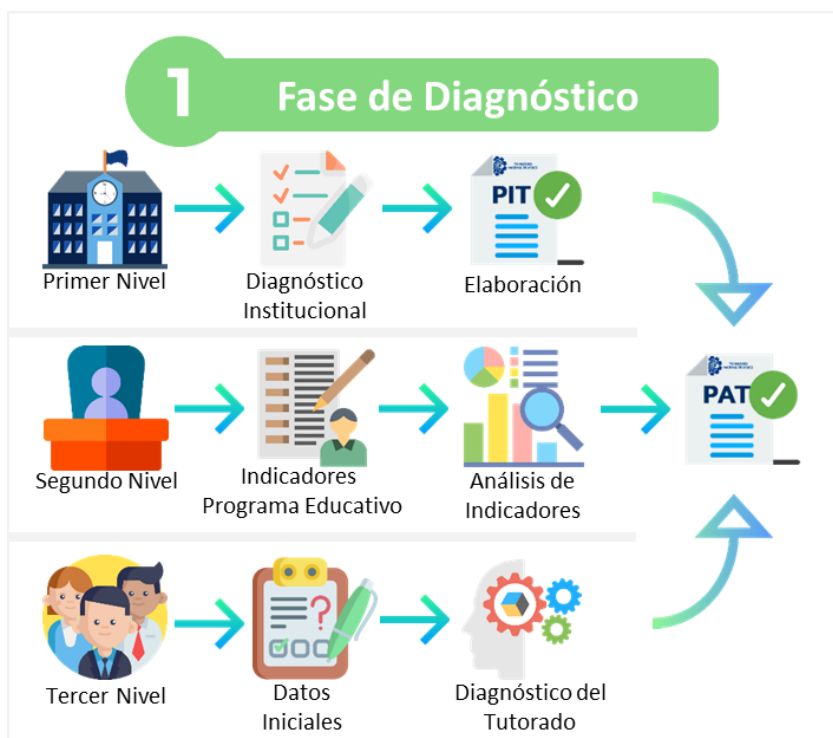 1
Fase de Diagnóstico
PIT
Primer Nivel
Diagnóstico
Institucional
Elaboración
PAT
Segundo Nivel
Indicadores
Programa Educativo
Análisis de
Indicadores
?
Tercer Nivel
Datos
Iniciales
Diagnóstico del
Tutorado